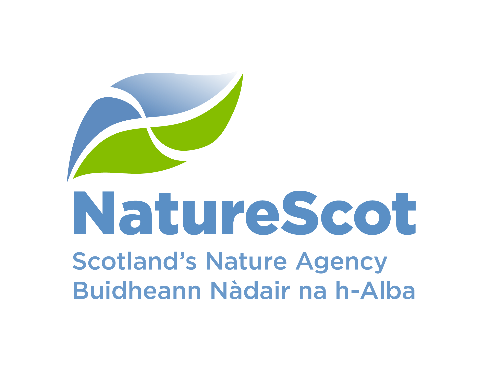 NatureScot
Scotland's Nature Agency
Buidheann Nàdair na h-Alba